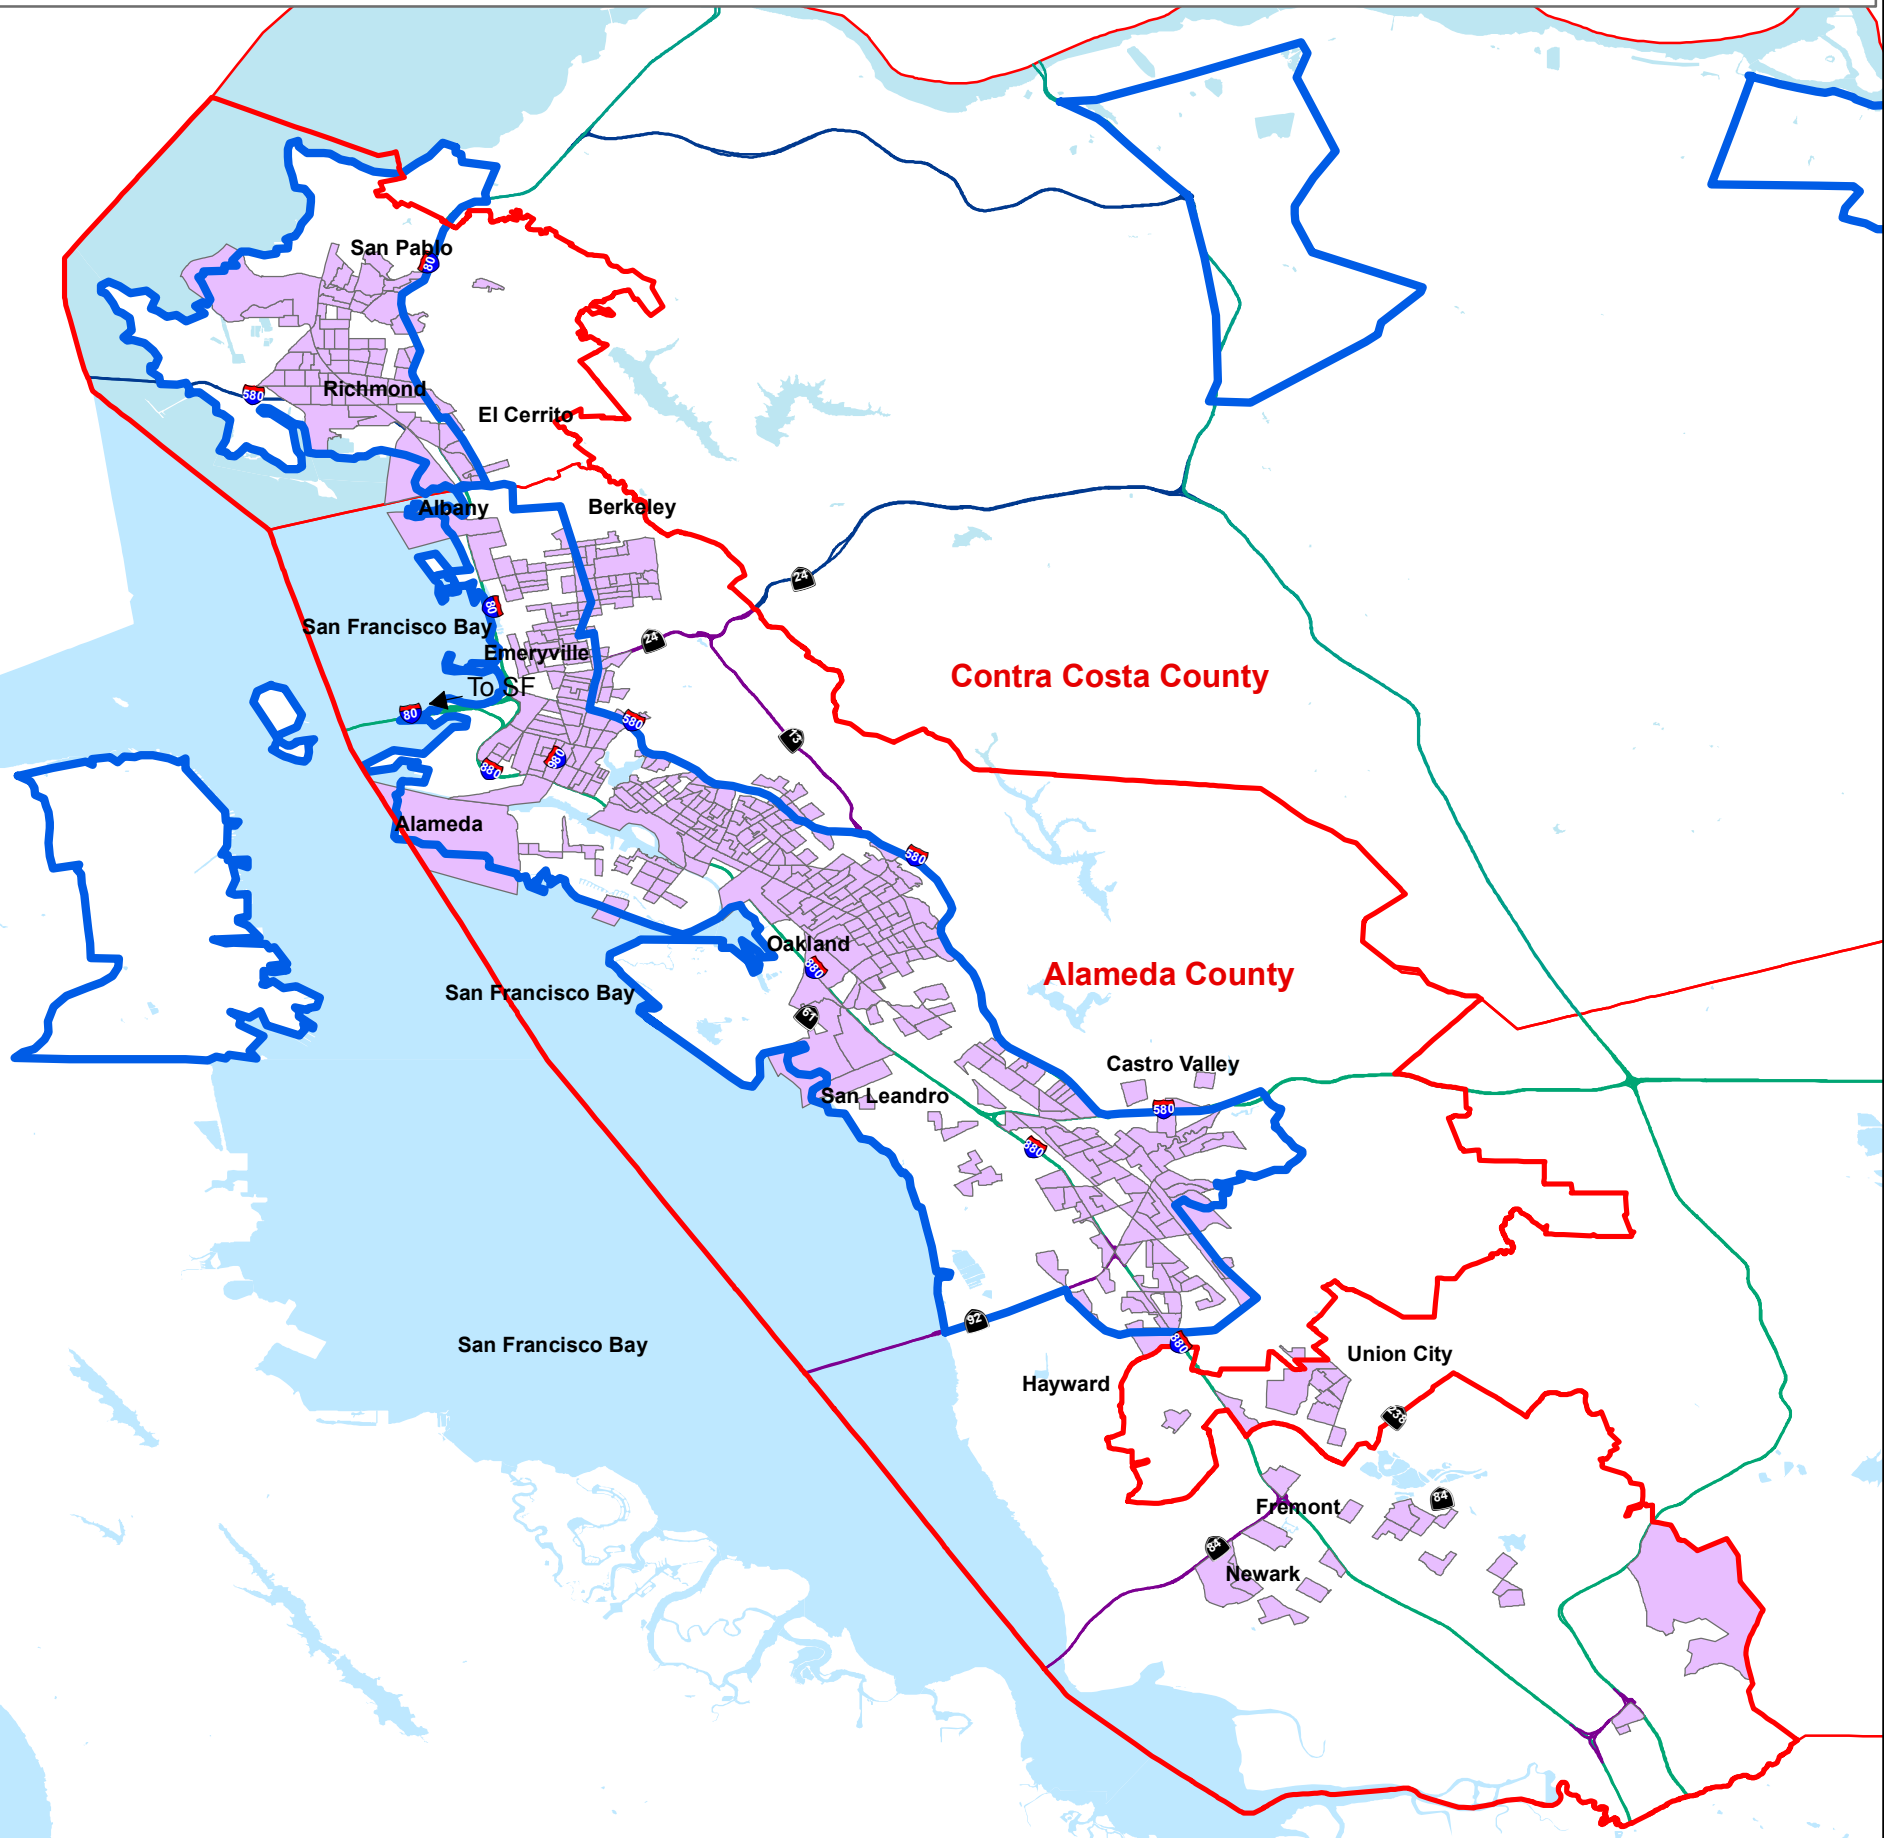 San Pablo
80
580
Richmond
El Cerrito
Albany
Berkeley
24
80
San Francisco Bay
24
Emeryville
Contra Costa County
To SF
80
580
13
980
880
Alameda
580
Oakland
880
Alameda County
San Francisco Bay
61
Castro Valley
San Leandro
580
880
92
San Francisco Bay
880
Union City
Hayward
238
84
Fremont
84
Newark